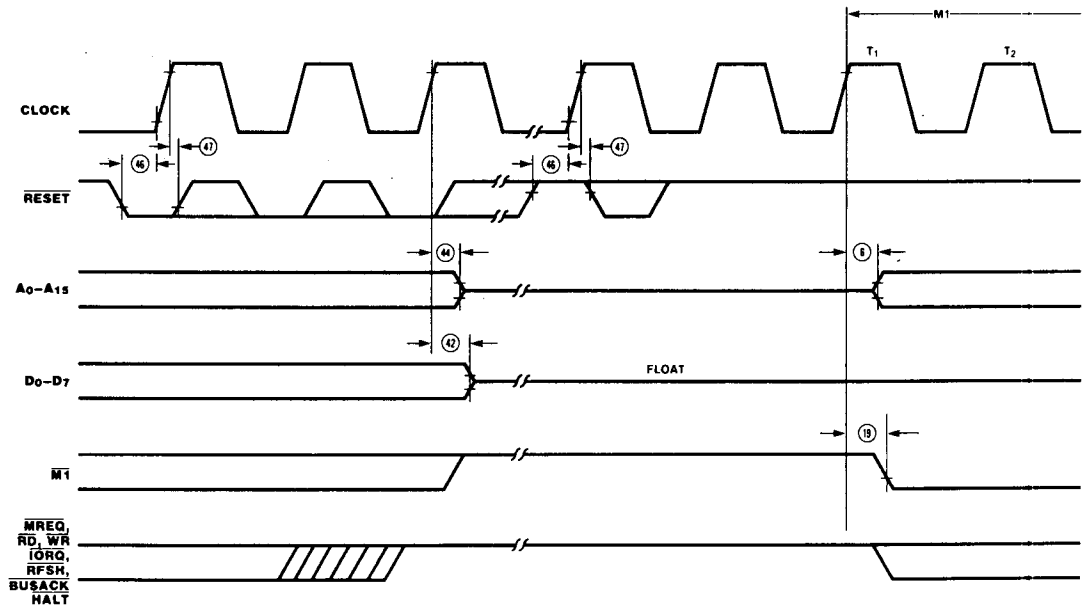 M1
T1
T2
CLOCK
46
47
46
47
RESET
44
6
A0–A15
42
D0–D7
FLOAT
19
M1
MREQ,
RD, WR
IORQ,
RFSH,
BUSACK
HALT